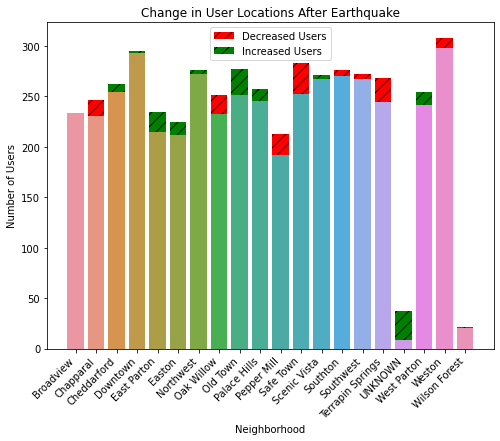 Change in User Locations After Earthquake
Decreased Users
Increased Users
Number of Users
300
250
200
150
100
50
0
Broadview
Chapparal
Cheddarford
Downtown
East Parton
Easton
Northwest
Oak Willow
Old Town
Palace Hills
Pepper Mill
Safe Town
Scenic Vista
Southton
Southwest
Terrapin Springs
UNKNOWN
West Parton
Weston
Wilson Forest
Neighborhood